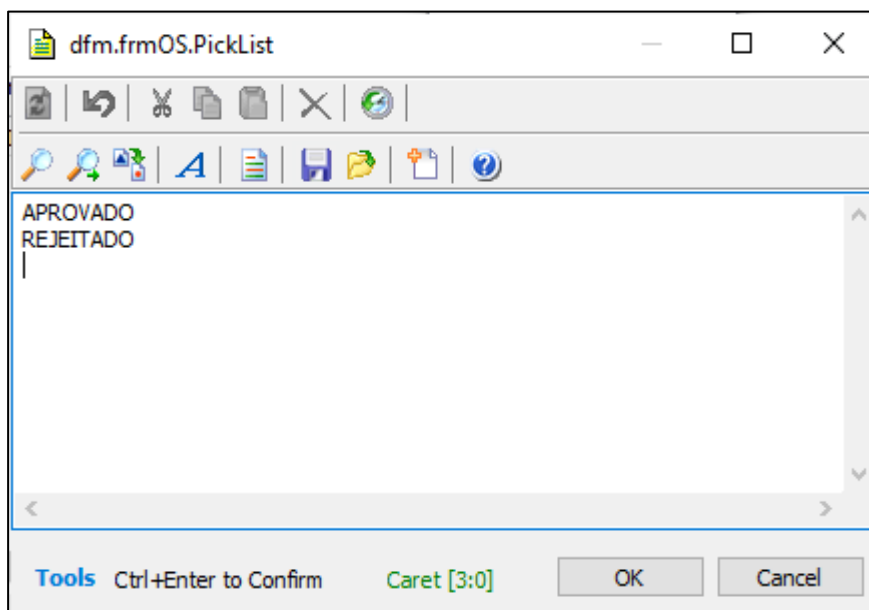 dfm.frmOS.PickList
APROVADO
REJEITADO
Tools Ctrl+Enter to Confirm Caret [3:0] OK Cancel